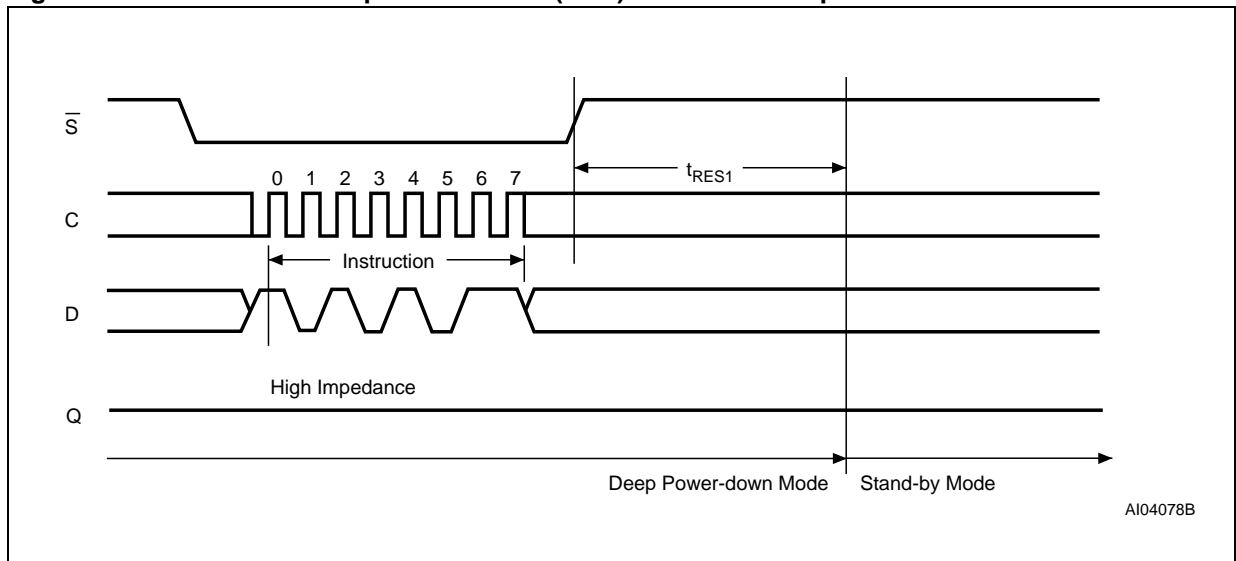 S
0 1 2 3 4 5 6 7
tRES1
C
Instruction
D
High Impedance
Q
Deep Power-down Mode Stand-by Mode
AI04078B